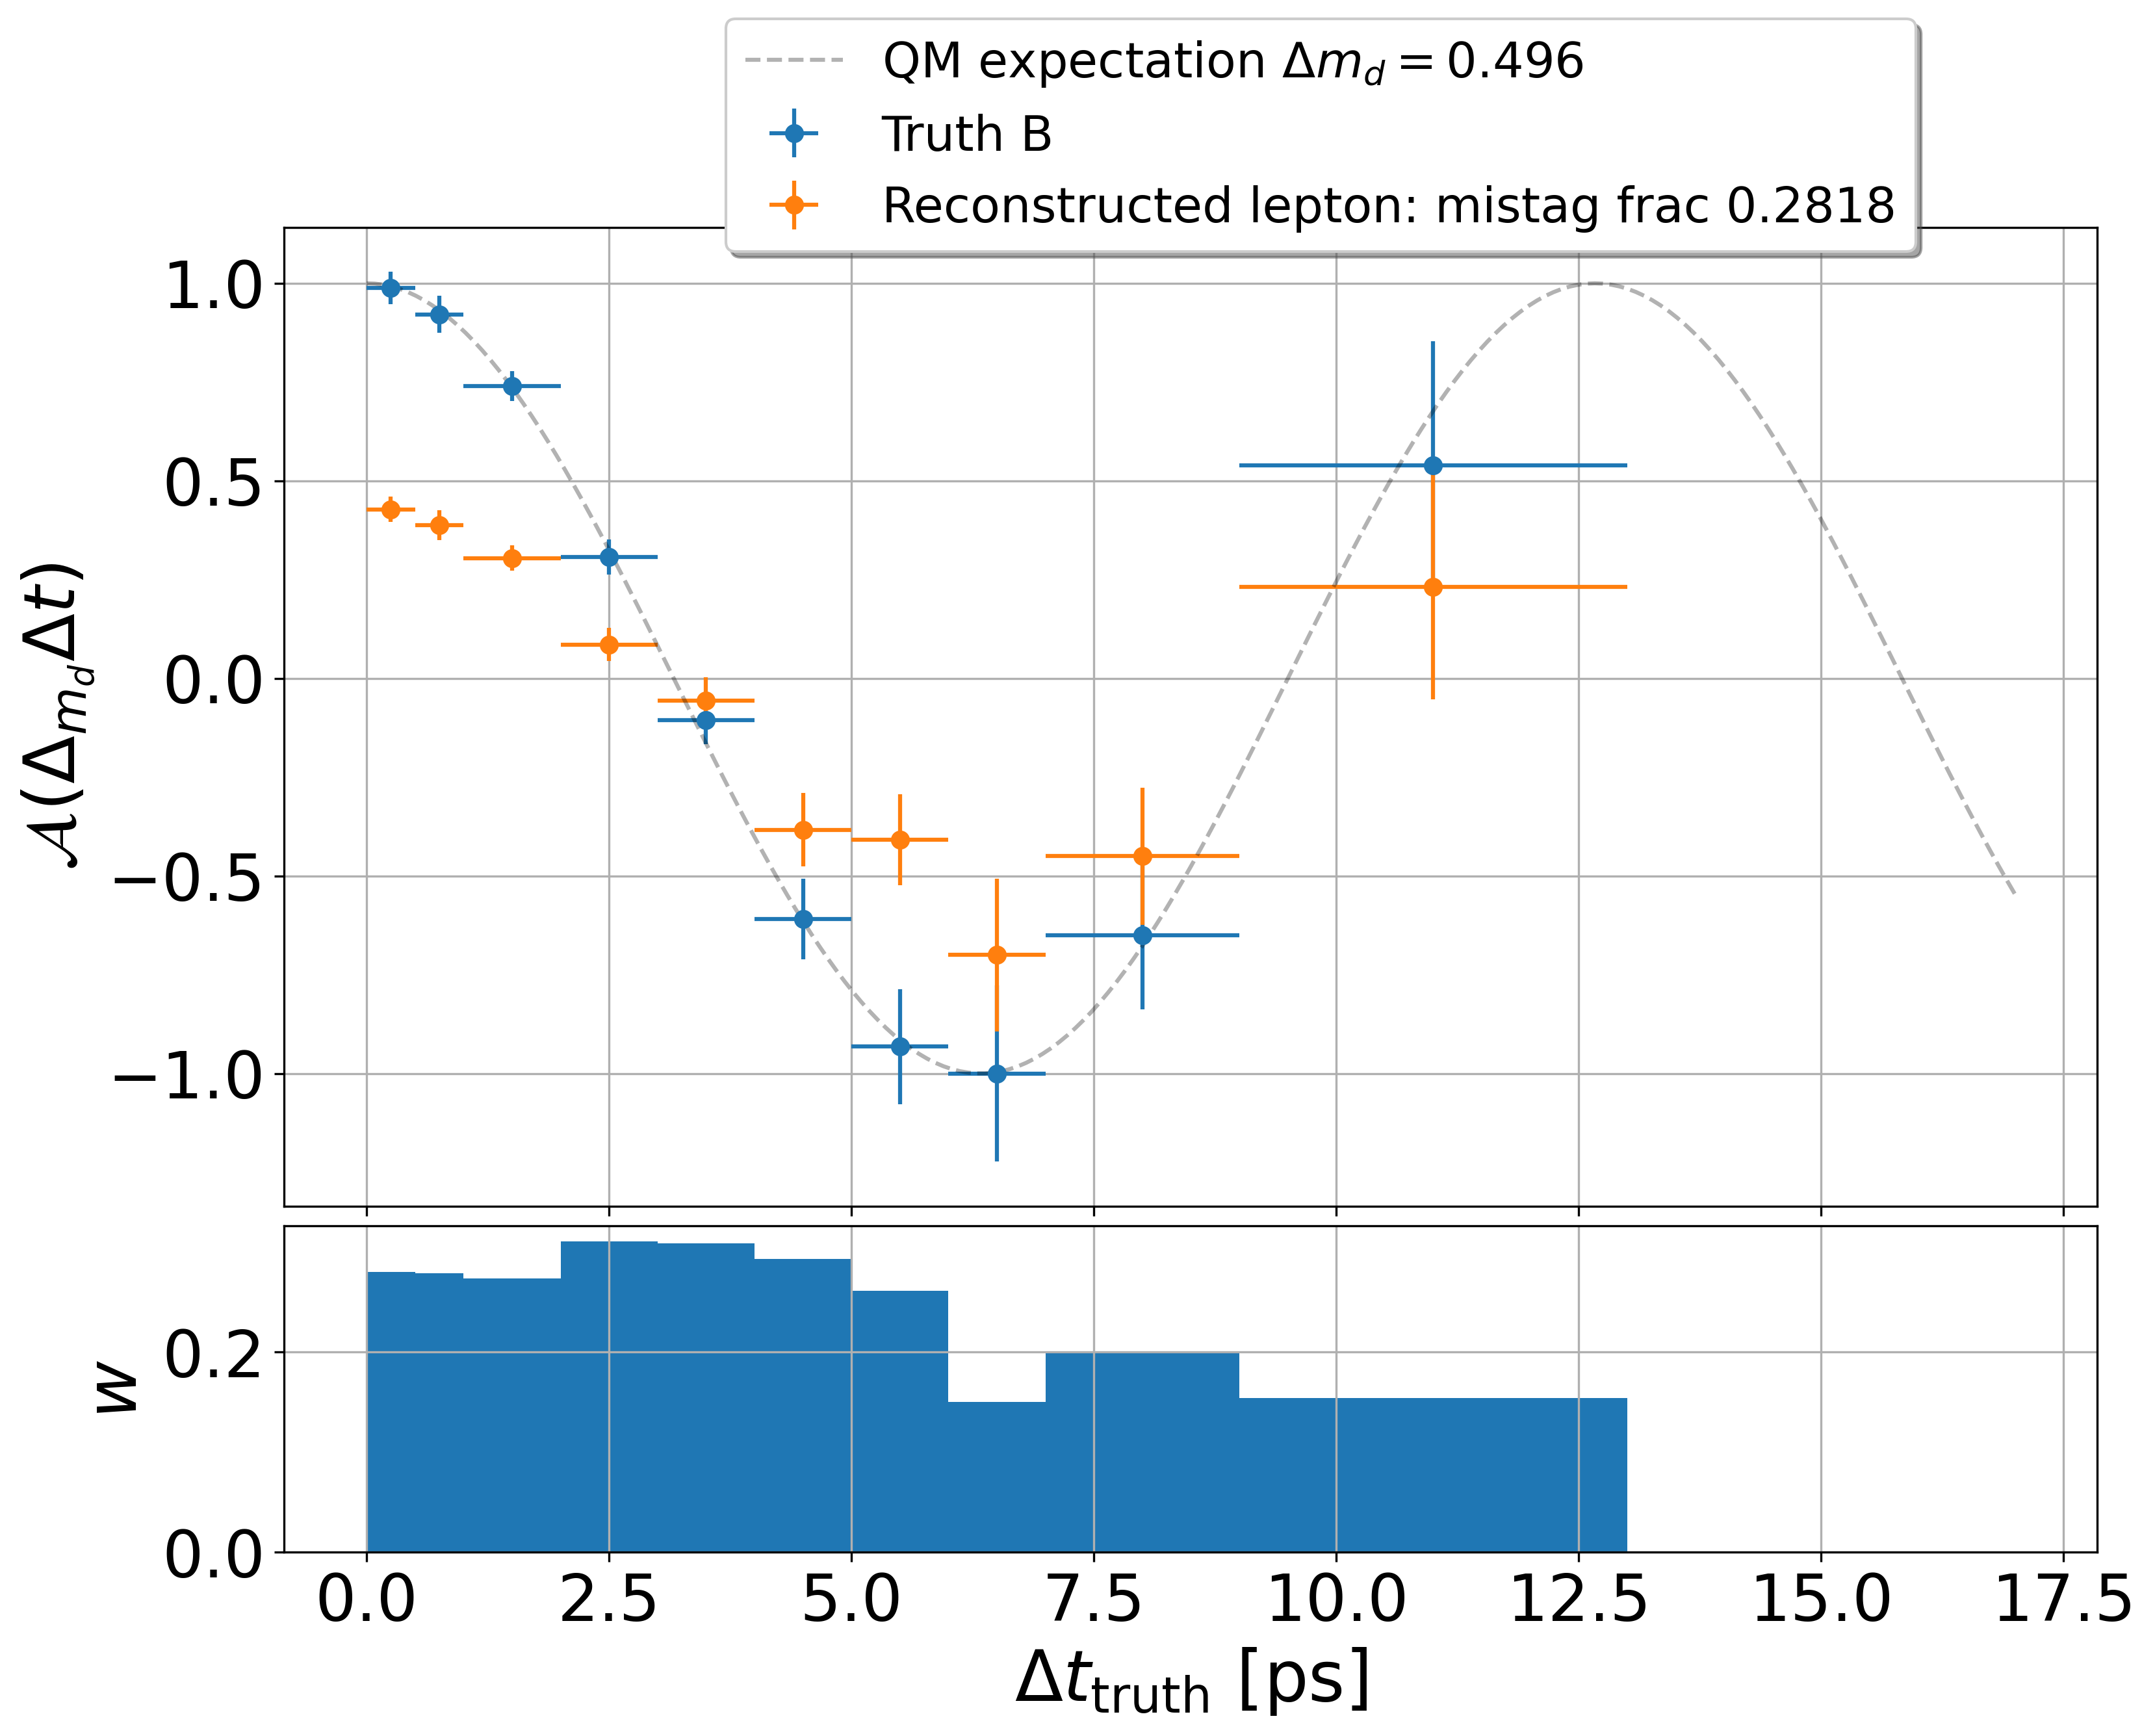 QM expectation Δm_d = 0.496
Truth B
Reconstructed lepton: mistag frac 0.2818
1.0
0.5
0.0
−0.5
−1.0
𝒜(Δ_{m_d}Δt)
0.2
0.0
w
0.0 2.5 5.0 7.5 10.0 12.5 15.0 17.5
Δt_truth [ps]